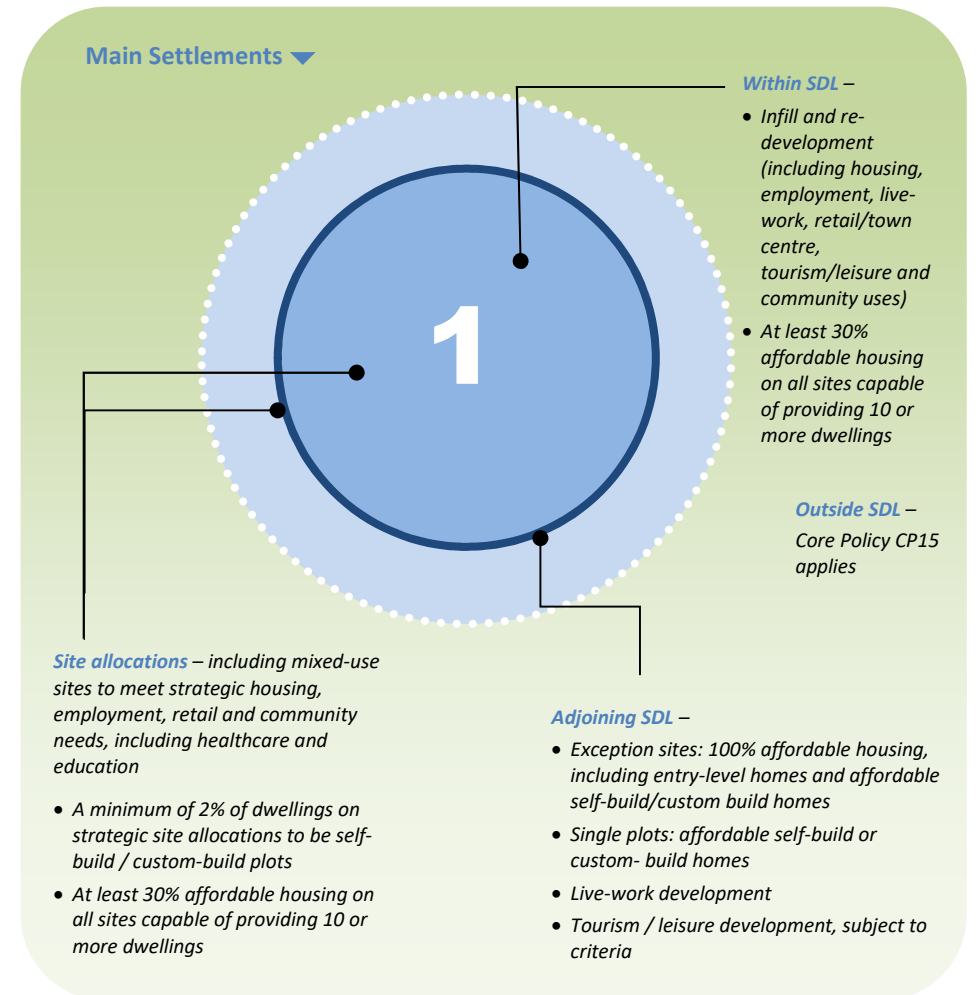 Main Settlements
Within SDL –
• Infill and re-
development
(including housing,
employment, live-
work, retail/town
centre,
tourism/leisure and
community uses)
• At least 30%
affordable housing
on all sites capable
of providing 10 or
more dwellings
1
Outside SDL –
Core Policy CP15
applies
Site allocations – including mixed-use
sites to meet strategic housing,
employment, retail and community
needs, including healthcare and
education
• A minimum of 2% of dwellings on
strategic site allocations to be self-
build / custom-build plots
• At least 30% affordable housing on
all sites capable of providing 10 or
more dwellings
Adjoining SDL –
• Exception sites: 100% affordable housing,
including entry-level homes and affordable
self-build/custom build homes
• Single plots: affordable self-build or
custom- build homes
• Live-work development
• Tourism / leisure development, subject to
criteria